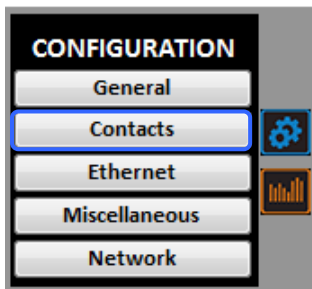 CONFIGURATION
General
Contacts
Ethernet
Miscellaneous
Network